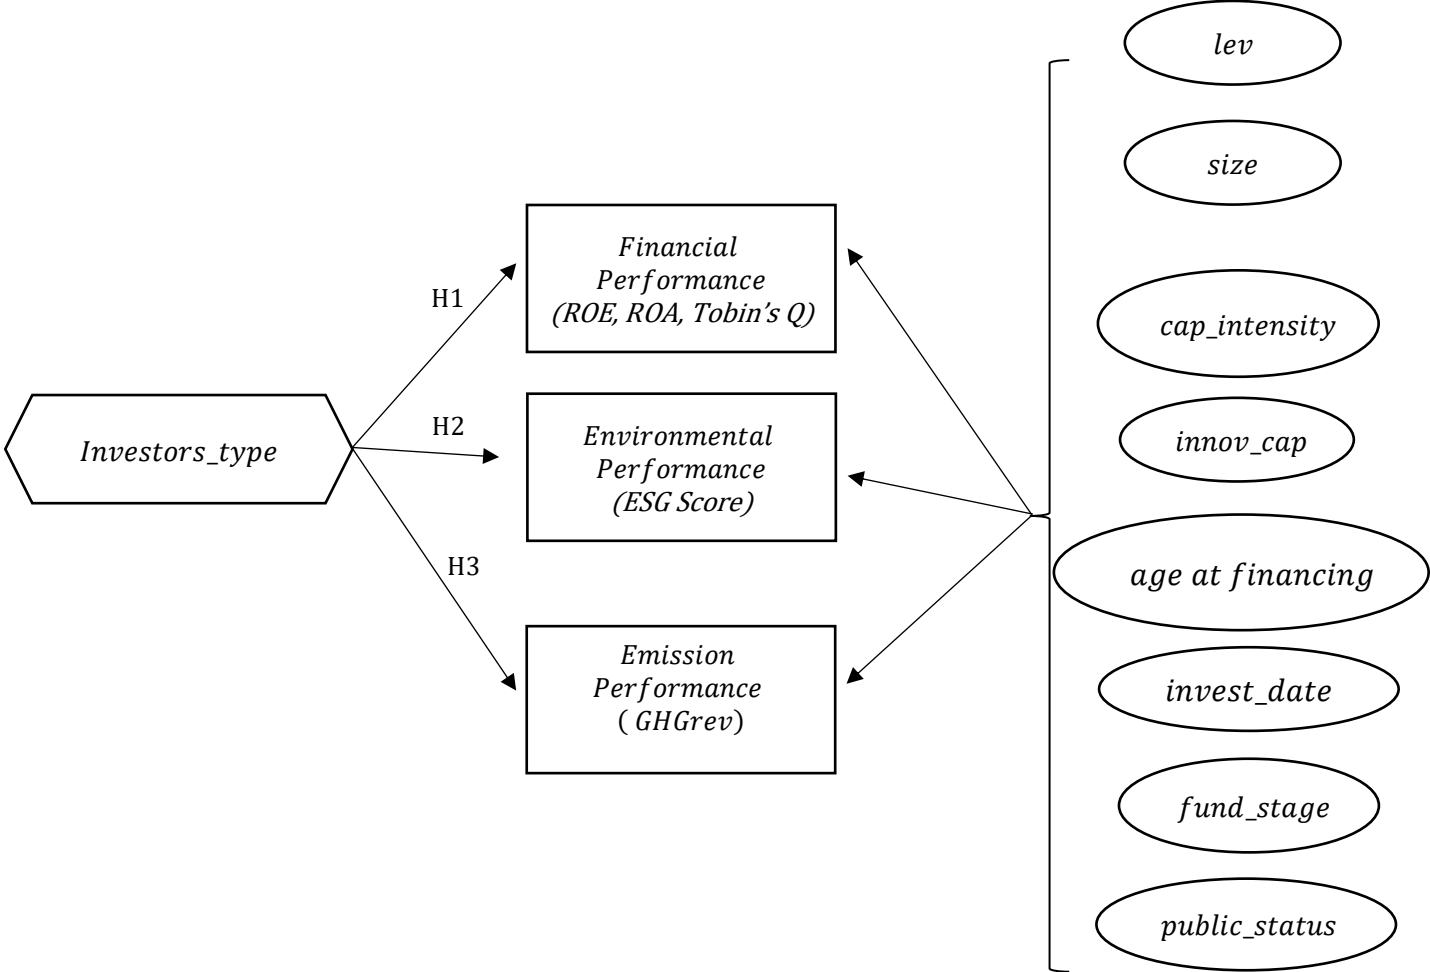 Investors_type
H1
H2
H3
Financial
Performance
(ROE, ROA, Tobin’s Q)
Environmental
Performance
(ESG Score)
Emission
Performance
( GHGrev)
lev
size
cap_intensity
innov_cap
age at financing
invest_date
fund_stage
public_status